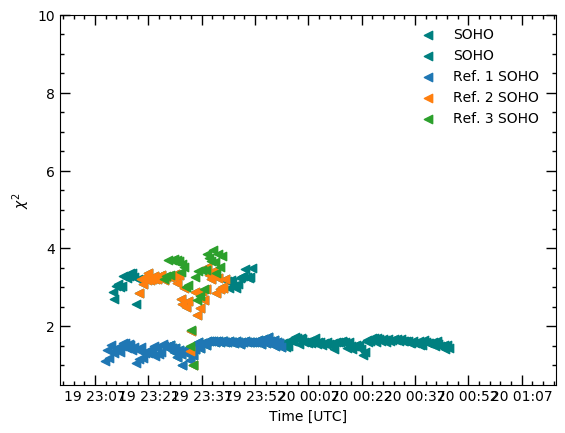 10
8
6
4
2
χ²
SOHO
SOHO
Ref. 1 SOHO
Ref. 2 SOHO
Ref. 3 SOHO
19 23:07 19 23:22 19 23:37 19 23:52 20 00:07 20 00:22 20 00:37 20 00:52 20 01:07
Time [UTC]